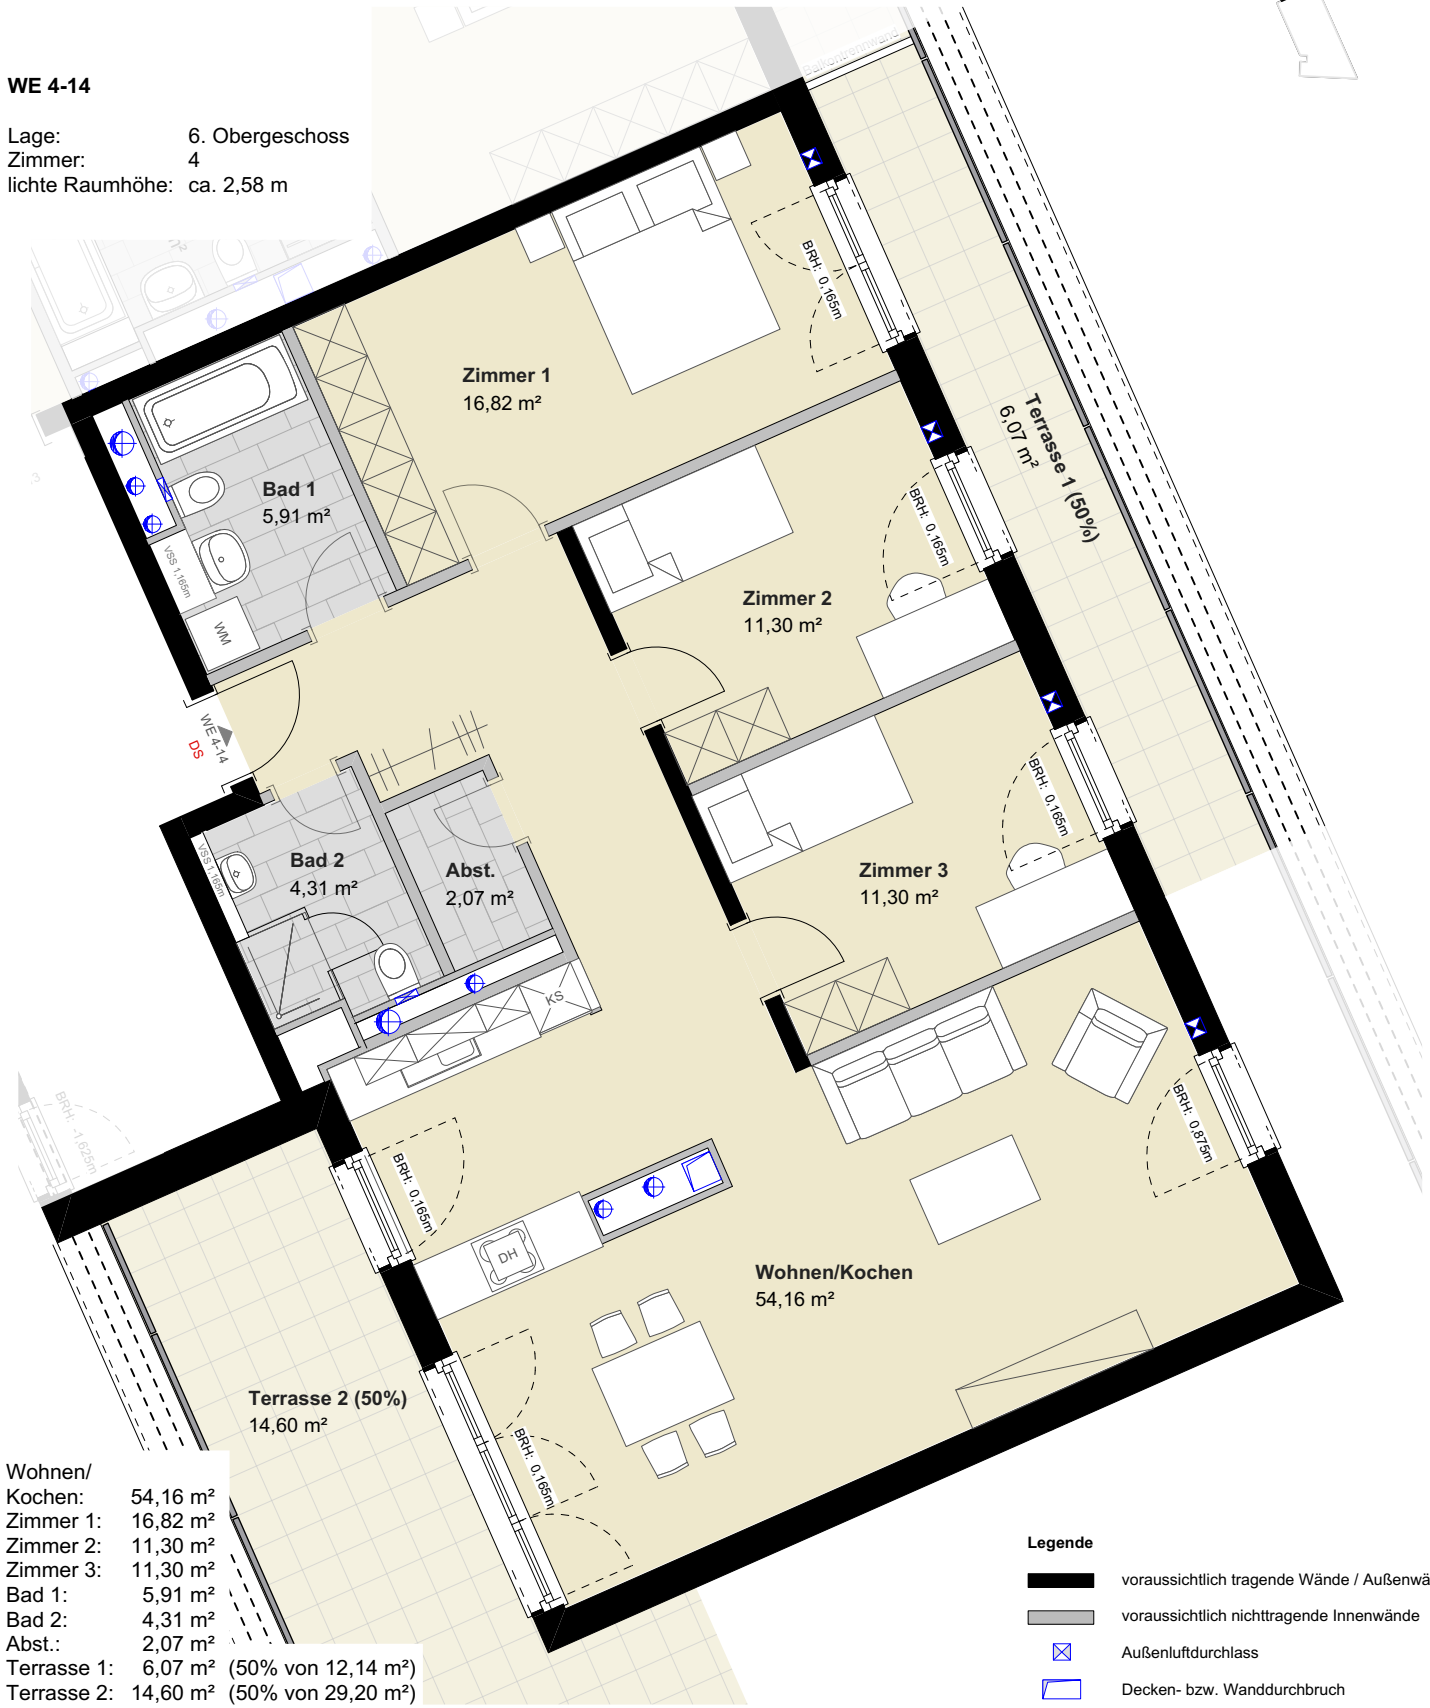 WE 4-14
Lage: 6. Obergeschoss
Zimmer: 4
lichte Raumhöhe: ca. 2,58 m
Balkontrennwand
BRH: 0,165m
Zimmer 1
16,82 m²
Terrasse 1 (50%)
6,07 m²
Bad 1
5,91 m²
VSS 1,165m
WM
BRH: 0,165m
Zimmer 2
11,30 m²
WE 4-14
DS
BRH: 0,165m
Bad 2
4,31 m²
VSS 1,165m
Abst.
2,07 m²
Zimmer 3
11,30 m²
KS
BRH: -1,625m
BRH: 0,165m
BRH: 0,875m
DH
Wohnen/Kochen
54,16 m²
Terrasse 2 (50%)
14,60 m²
BRH: 0,165m
Wohnen/
Kochen: 54,16 m²
Zimmer 1: 16,82 m²
Zimmer 2: 11,30 m²
Zimmer 3: 11,30 m²
Bad 1: 5,91 m²
Bad 2: 4,31 m²
Abst.: 2,07 m²
Terrasse 1: 6,07 m² (50% von 12,14 m²)
Terrasse 2: 14,60 m² (50% von 29,20 m²)
Legende
voraussichtlich tragende Wände / Außenwä
voraussichtlich nichttragende Innenwände
Außenluftdurchlass
Decken- bzw. Wanddurchbruch